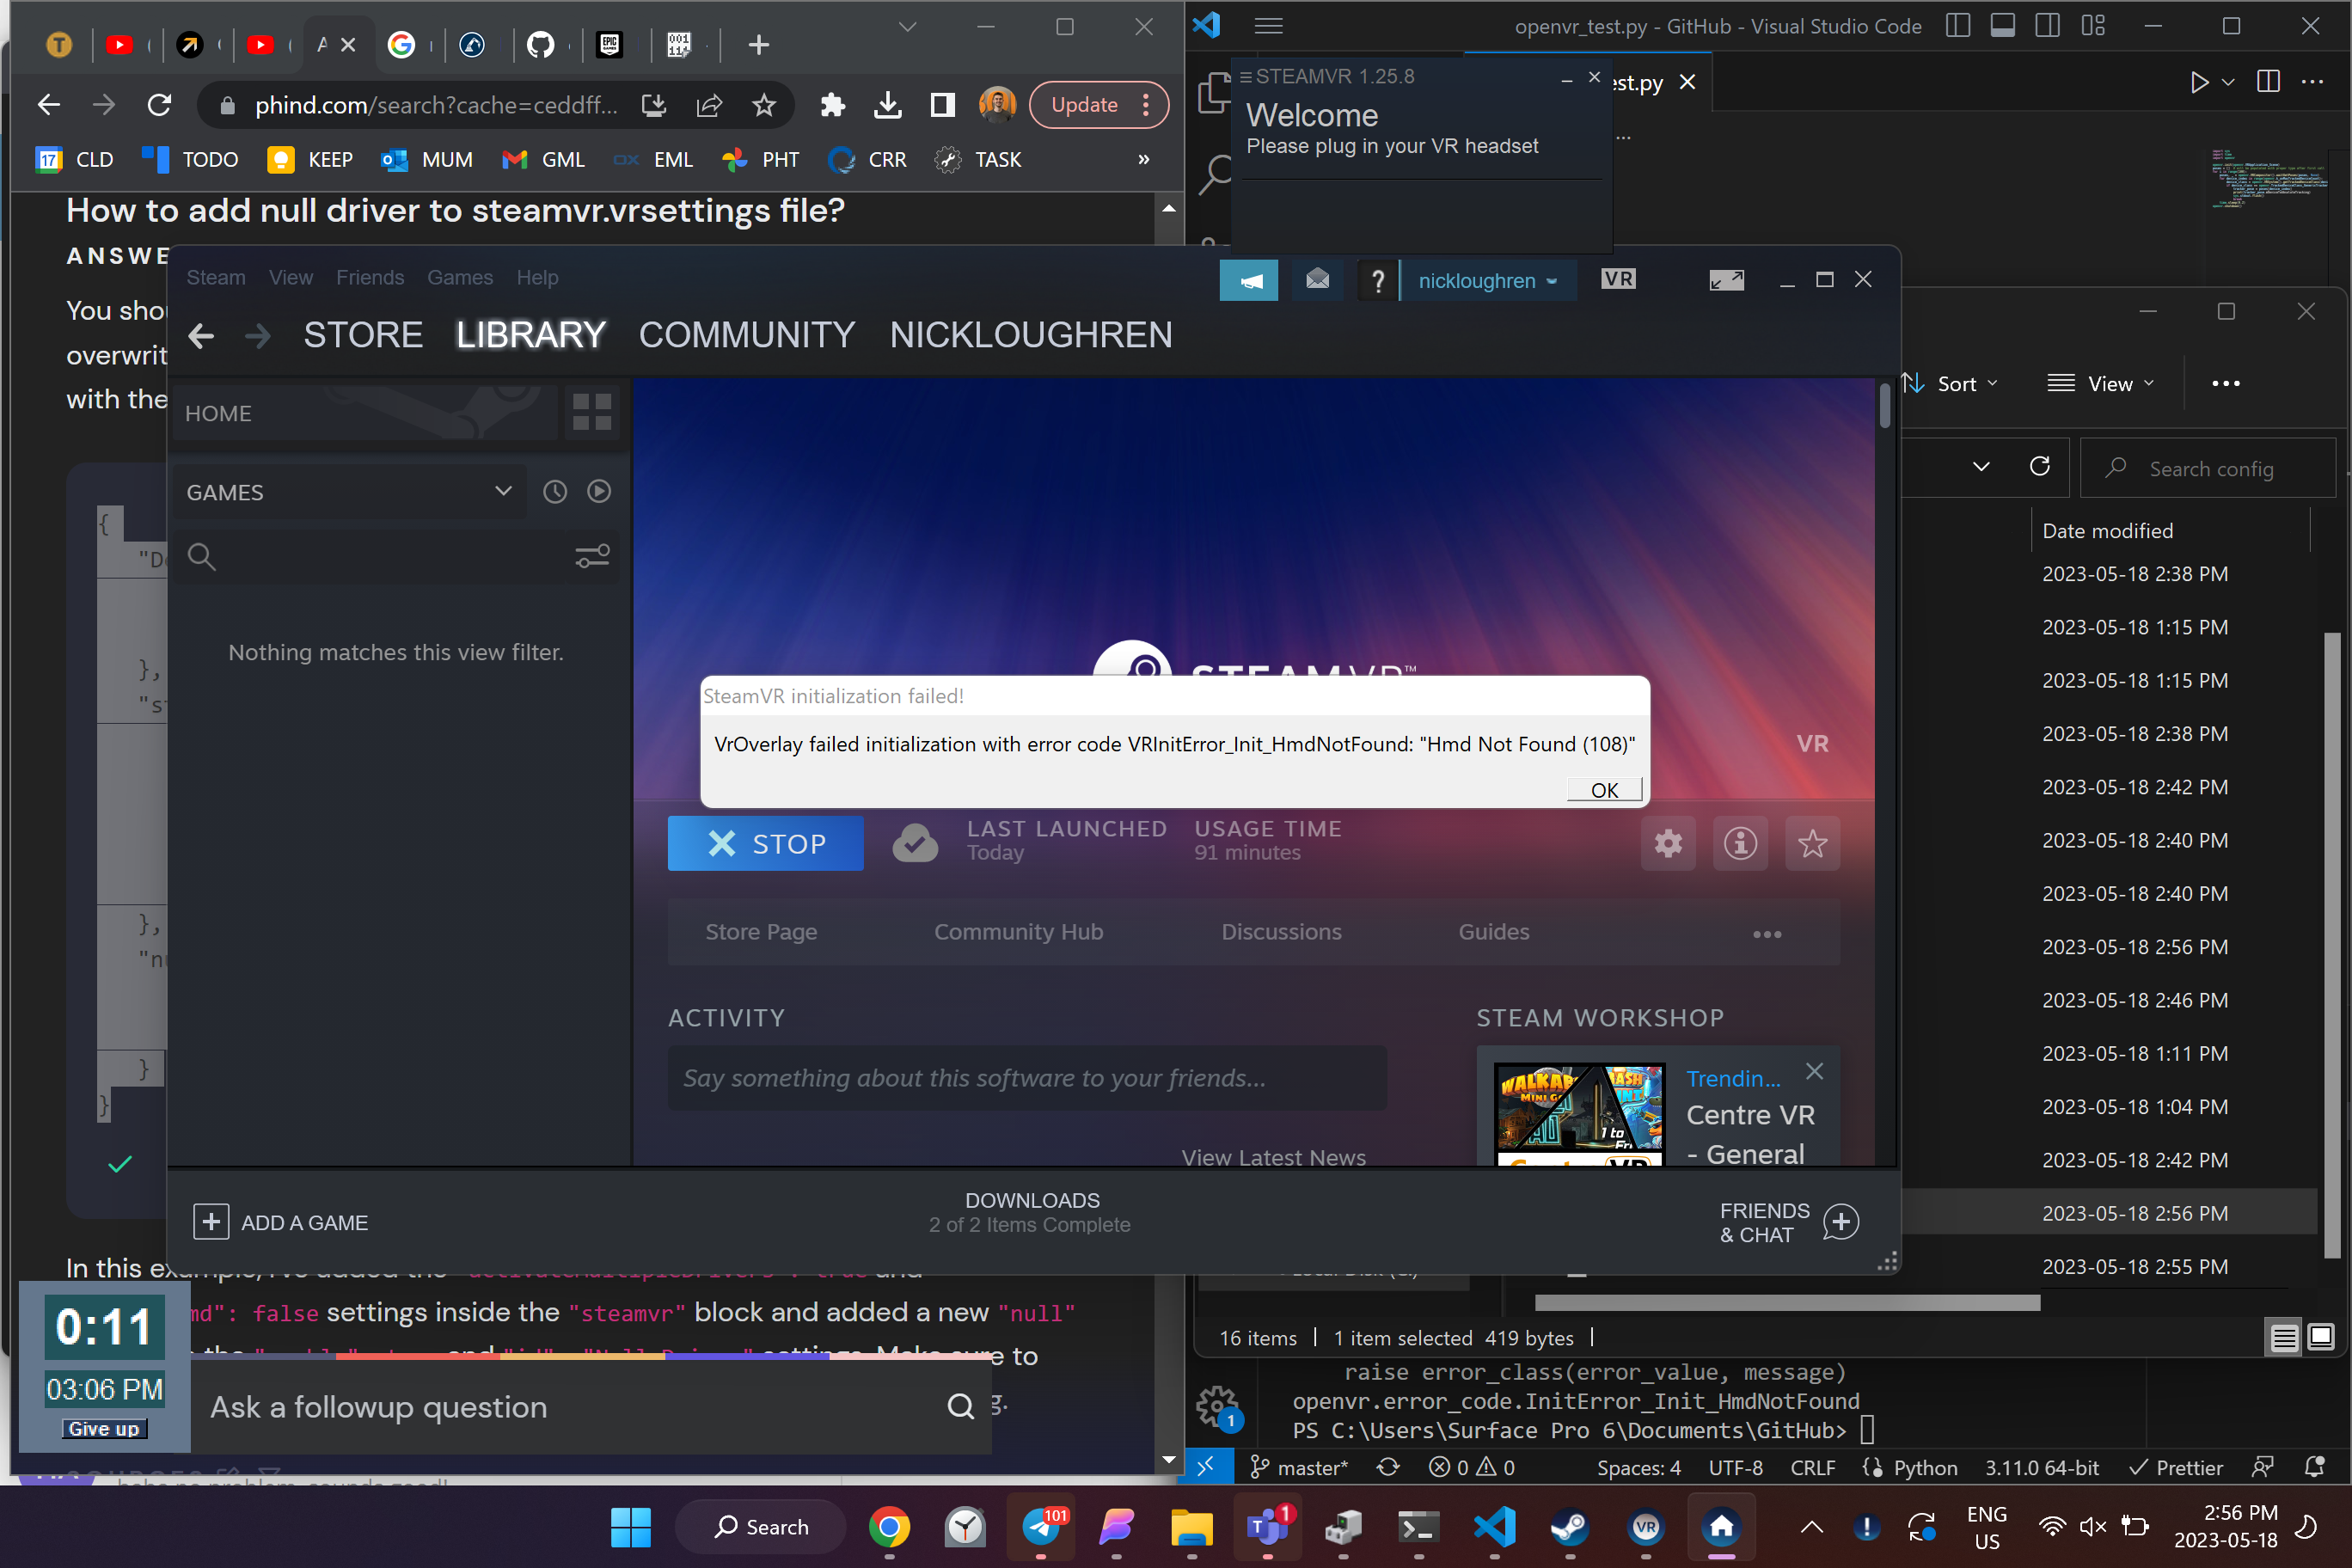 phind.com/search?cache=ceddff...
Update
CLD
TODO
KEEP
MUM
GML
EML
PHT
CRR
TASK
»
How to add null driver to steamvr.vrsettings file?
ANSWE
You shou
overwrit
with the
{
"De
},
"st
},
"nu
}
}
In this
settings inside the "steamvr" block and added a new "null"
md": false
e to
g.
0:11
03:06 PM
Give up
Ask a followup question
openvr_test.py - GitHub - Visual Studio Code
est.py
STEAMVR 1.25.8
Welcome
Please plug in your VR headset
Steam View Friends Games Help
nickloughren
VR
STORE LIBRARY COMMUNITY NICKLOUGHREN
HOME
GAMES
Nothing matches this view filter.
SteamVR initialization failed!
VrOverlay failed initialization with error code VRInitError_Init_HmdNotFound: "Hmd Not Found (108)"
OK
VR
STOP
LAST LAUNCHED
Today
USAGE TIME
91 minutes
Store Page
Community Hub
Discussions
Guides
ACTIVITY
Say something about this software to your friends...
View Latest News
STEAM WORKSHOP
Trendin...
Centre VR
- General
ADD A GAME
DOWNLOADS
2 of 2 Items Complete
FRIENDS
& CHAT
Sort
View
Search config
Date modified
2023-05-18 2:38 PM
2023-05-18 1:15 PM
2023-05-18 1:15 PM
2023-05-18 2:38 PM
2023-05-18 2:42 PM
2023-05-18 2:40 PM
2023-05-18 2:40 PM
2023-05-18 2:56 PM
2023-05-18 2:46 PM
2023-05-18 1:11 PM
2023-05-18 1:04 PM
2023-05-18 2:42 PM
2023-05-18 2:56 PM
2023-05-18 2:55 PM
16 items
1 item selected 419 bytes
raise error_class(error_value, message)
openvr.error_code.InitError_Init_HmdNotFound
PS C:\Users\Surface Pro 6\Documents\GitHub>
1
master*
0
0
Spaces: 4
UTF-8
CRLF
Python
3.11.0 64-bit
Prettier
Search
101
1
ENG
US
2:56 PM
2023-05-18